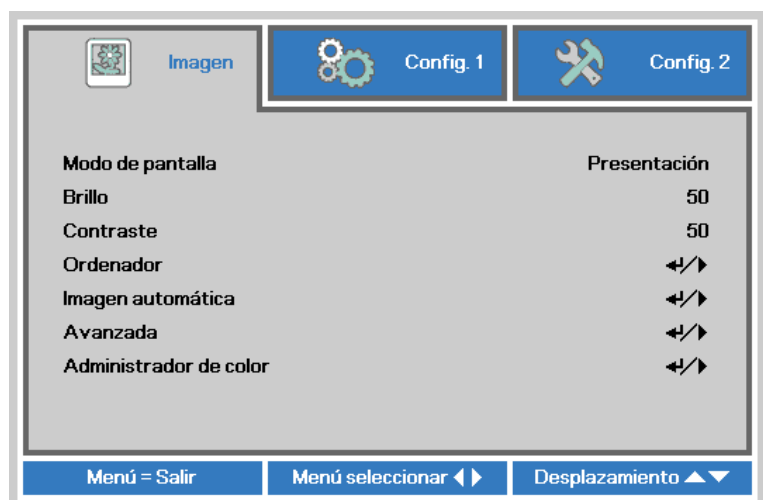 Imagen Config. 1 Config. 2
Modo de pantalla Presentación
Brillo 50
Contraste 50
Ordenador ↵/▶
Imagen automática ↵/▶
Avanzada ↵/▶
Administrador de color ↵/▶
Menú = Salir Menú seleccionar ◀▶ Desplazamiento ▲▼